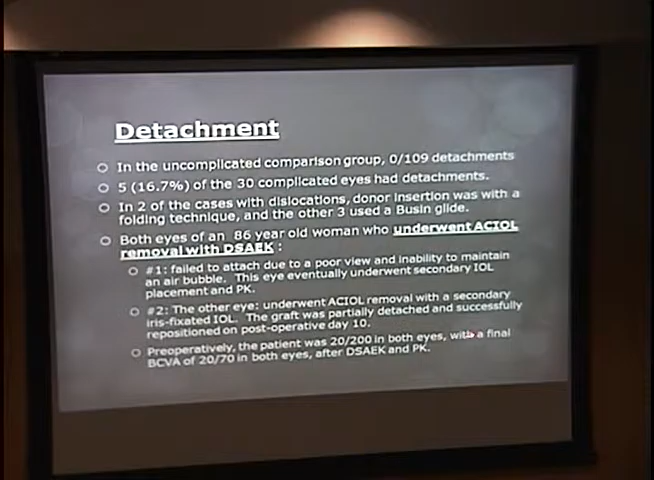 Detachment
In the uncomplicated comparison group, 0/109 detachments
5 (16.7%) of the 30 complicated eyes had detachments.
In 2 of the cases with dislocations, donor insertion was with a
folding technique, and the other 3 used a Busin glide.
Both eyes of an 86 year old woman who underwent ACIOL
removal with DSAEK :
#1: failed to attach due to a poor view and inability to maintain
an air bubble. This eye eventually underwent secondary IOL
placement and PK.
#2: The other eye: underwent ACIOL removal with a secondary
iris-fixated IOL. The graft was partially detached and successfully
repositioned on post-operative day 10.
Preoperatively, the patient was 20/200 in both eyes, with a final
BCVA of 20/70 in both eyes, after DSAEK and PK.